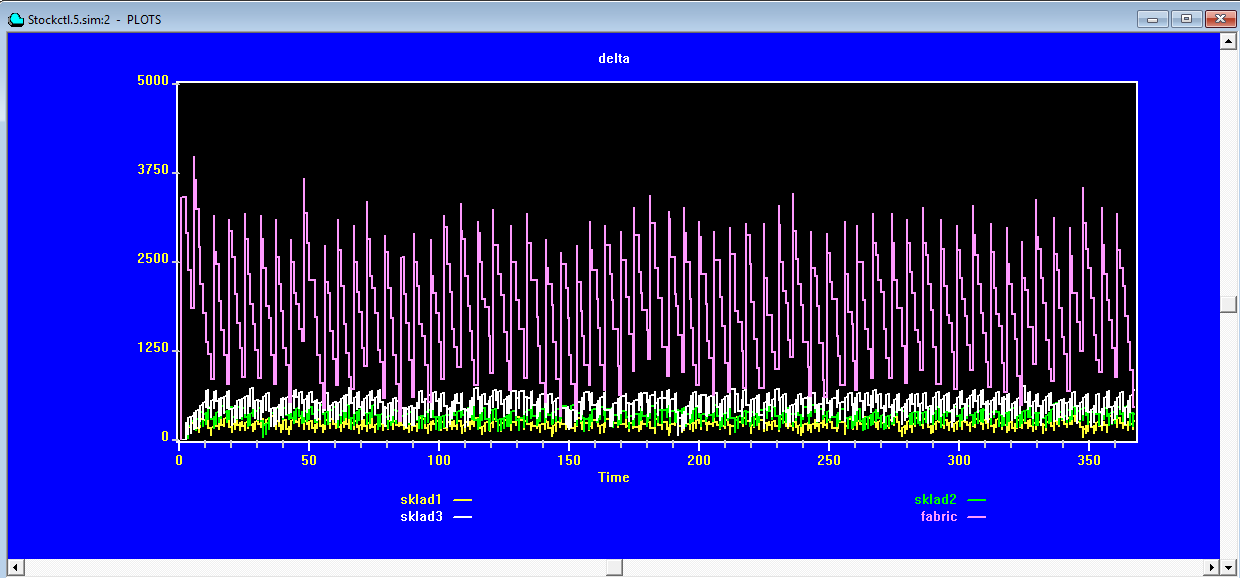 Stockctl.5.sim:2 - PLOTS
delta
5000
3750
2500
1250
0
0 50 100 150 200 250 300 350
Time
sklad1 sklad2
sklad3 fabric